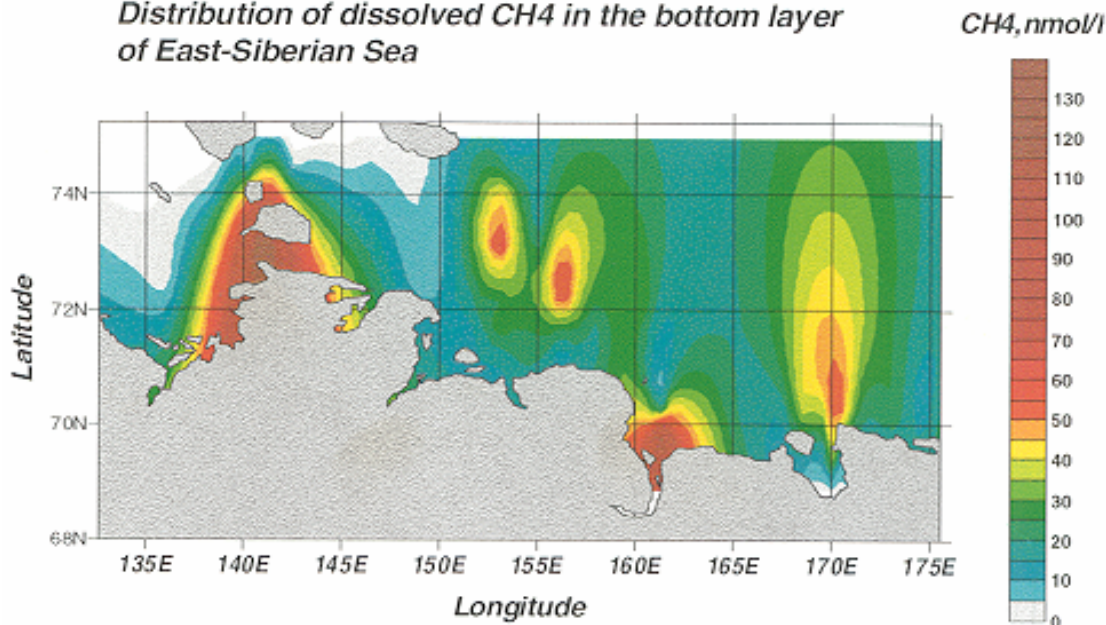 Distribution of dissolved CH4 in the bottom layer
of East-Siberian Sea
CH4,nmol/l
130
120
110
100
90
80
70
60
50
40
30
20
10
0
74N
72N
70N
68N
Latitude
135E 140E 145E 150E 155E 160E 165E 170E 175E
Longitude